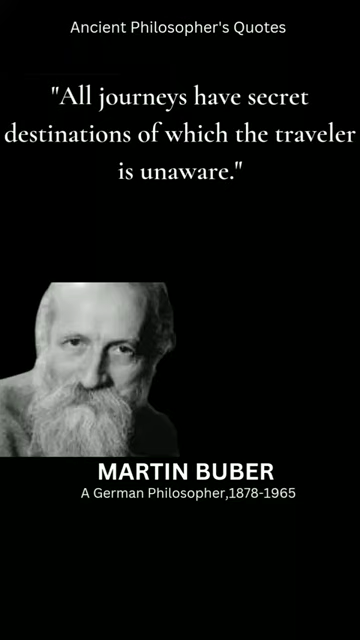 Ancient Philosopher's Quotes
"All journeys have secret
destinations of which the traveler
is unaware."
MARTIN BUBER
A German Philosopher,1878-1965